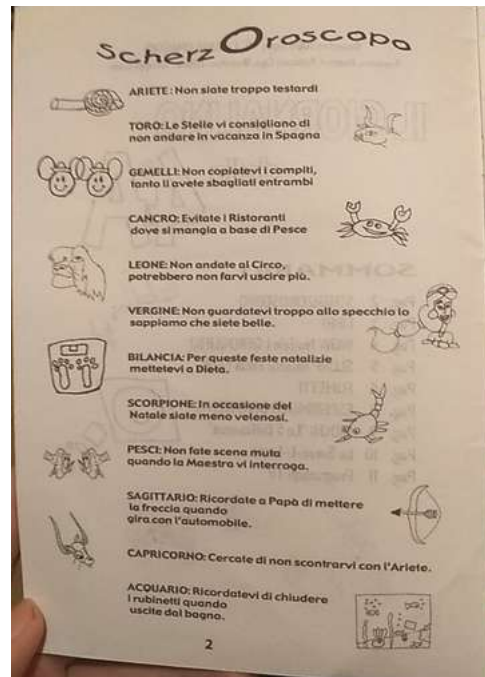 ScherzOroscopo
ARIETE: Non siate troppo testardi
TORO: Le Stelle vi consigliano di
non andare in vacanza in Spagna
GEMELLI: Non copiatevi i compiti,
tanto li avete sbagliati entrambi
CANCRO: Evitate i Ristoranti
dove si mangia a base di Pesce
LEONE: Non andate al Circo,
potrebbero non farvi uscire più.
VERGINE: Non guardatevi troppo allo specchio lo
sappiamo che siete belle.
BILANCIA: Per queste feste natalizie
mettetevi a Dieta.
SCORPIONE: In occasione del
Natale siate meno velenosi.
PESCI: Non fate scena muta
quando la Maestra vi interroga.
SAGITTARIO: Ricordate a Papà di mettere
la freccia quando
gira con l'automobile.
CAPRICORNO: Cercate di non scontrarvi con l'Ariete.
ACQUARIO: Ricordatevi di chiudere
i rubinetti quando
uscite dal bagno.
2